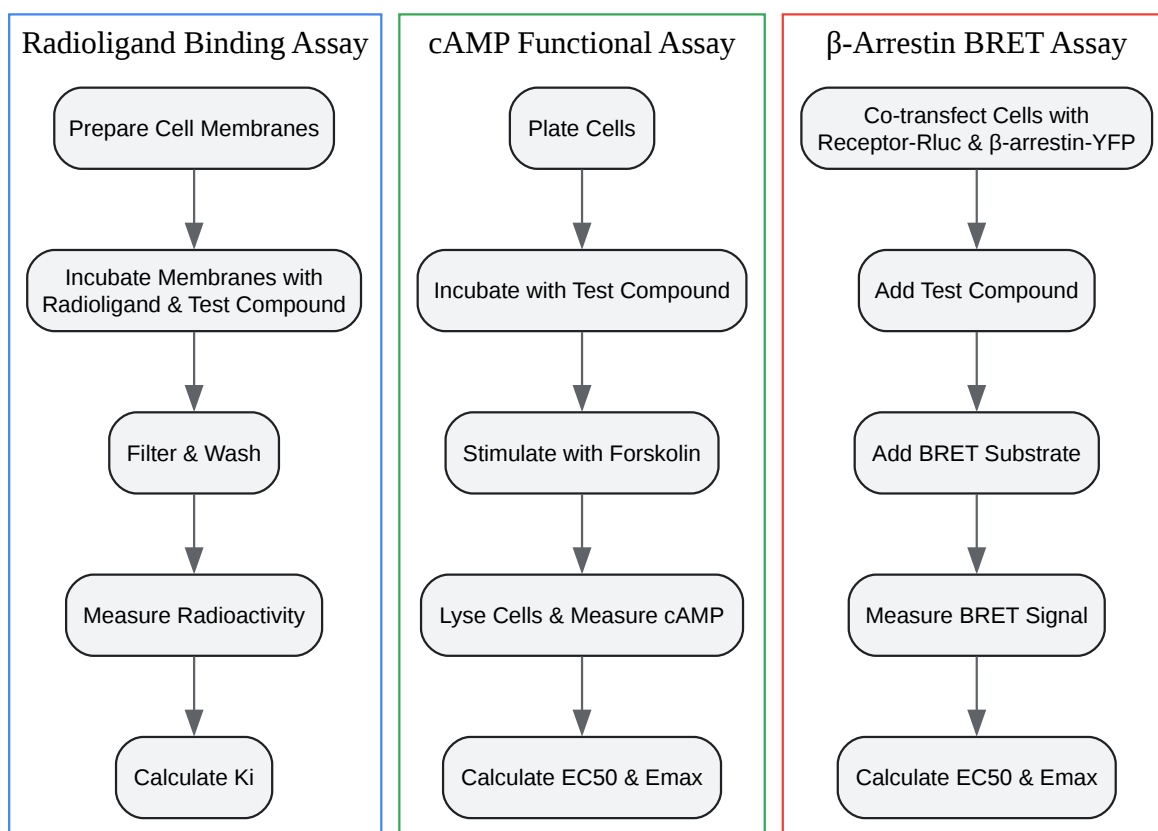 Radioligand Binding Assay
Prepare Cell Membranes
Incubate Membranes with
Radioligand & Test Compound
Filter & Wash
Measure Radioactivity
Calculate Ki
cAMP Functional Assay
Plate Cells
Incubate with Test Compound
Stimulate with Forskolin
Lyse Cells & Measure cAMP
Calculate EC50 & Emax
β-Arrestin BRET Assay
Co-transfect Cells with
Receptor-Rluc & β-arrestin-YFP
Add Test Compound
Add BRET Substrate
Measure BRET Signal
Calculate EC50 & Emax